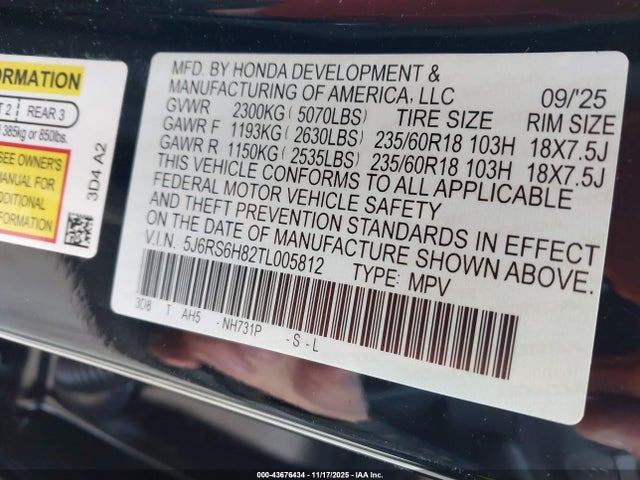 ORMATION
T 2 REAR 3
385kg or 850lbs.
SEE OWNER'S
MANUAL FOR
ADDITIONAL
FORMATION
3D4 A2
MFD. BY HONDA DEVELOPMENT &
MANUFACTURING OF AMERICA, LLC 09/'25
GVWR 2300KG (5070LBS) TIRE SIZE RIM SIZE
GAWR F 1193KG (2630LBS) 235/60R18 103H 18X7.5J
GAWR R 1150KG (2535LBS) 235/60R18 103H 18X7.5J
THIS VEHICLE CONFORMS TO ALL APPLICABLE
FEDERAL MOTOR VEHICLE SAFETY
AND THEFT PREVENTION STANDARDS IN EFFECT
ON THE DATE OF MANUFACTURE SHOWN ABOVE.
V.I.N. 5J6RS6H82TL005812 TYPE: MPV
3D8 T AH5 -NH731P -S-L
000-43676434 - 11/17/2025 - IAA Inc.